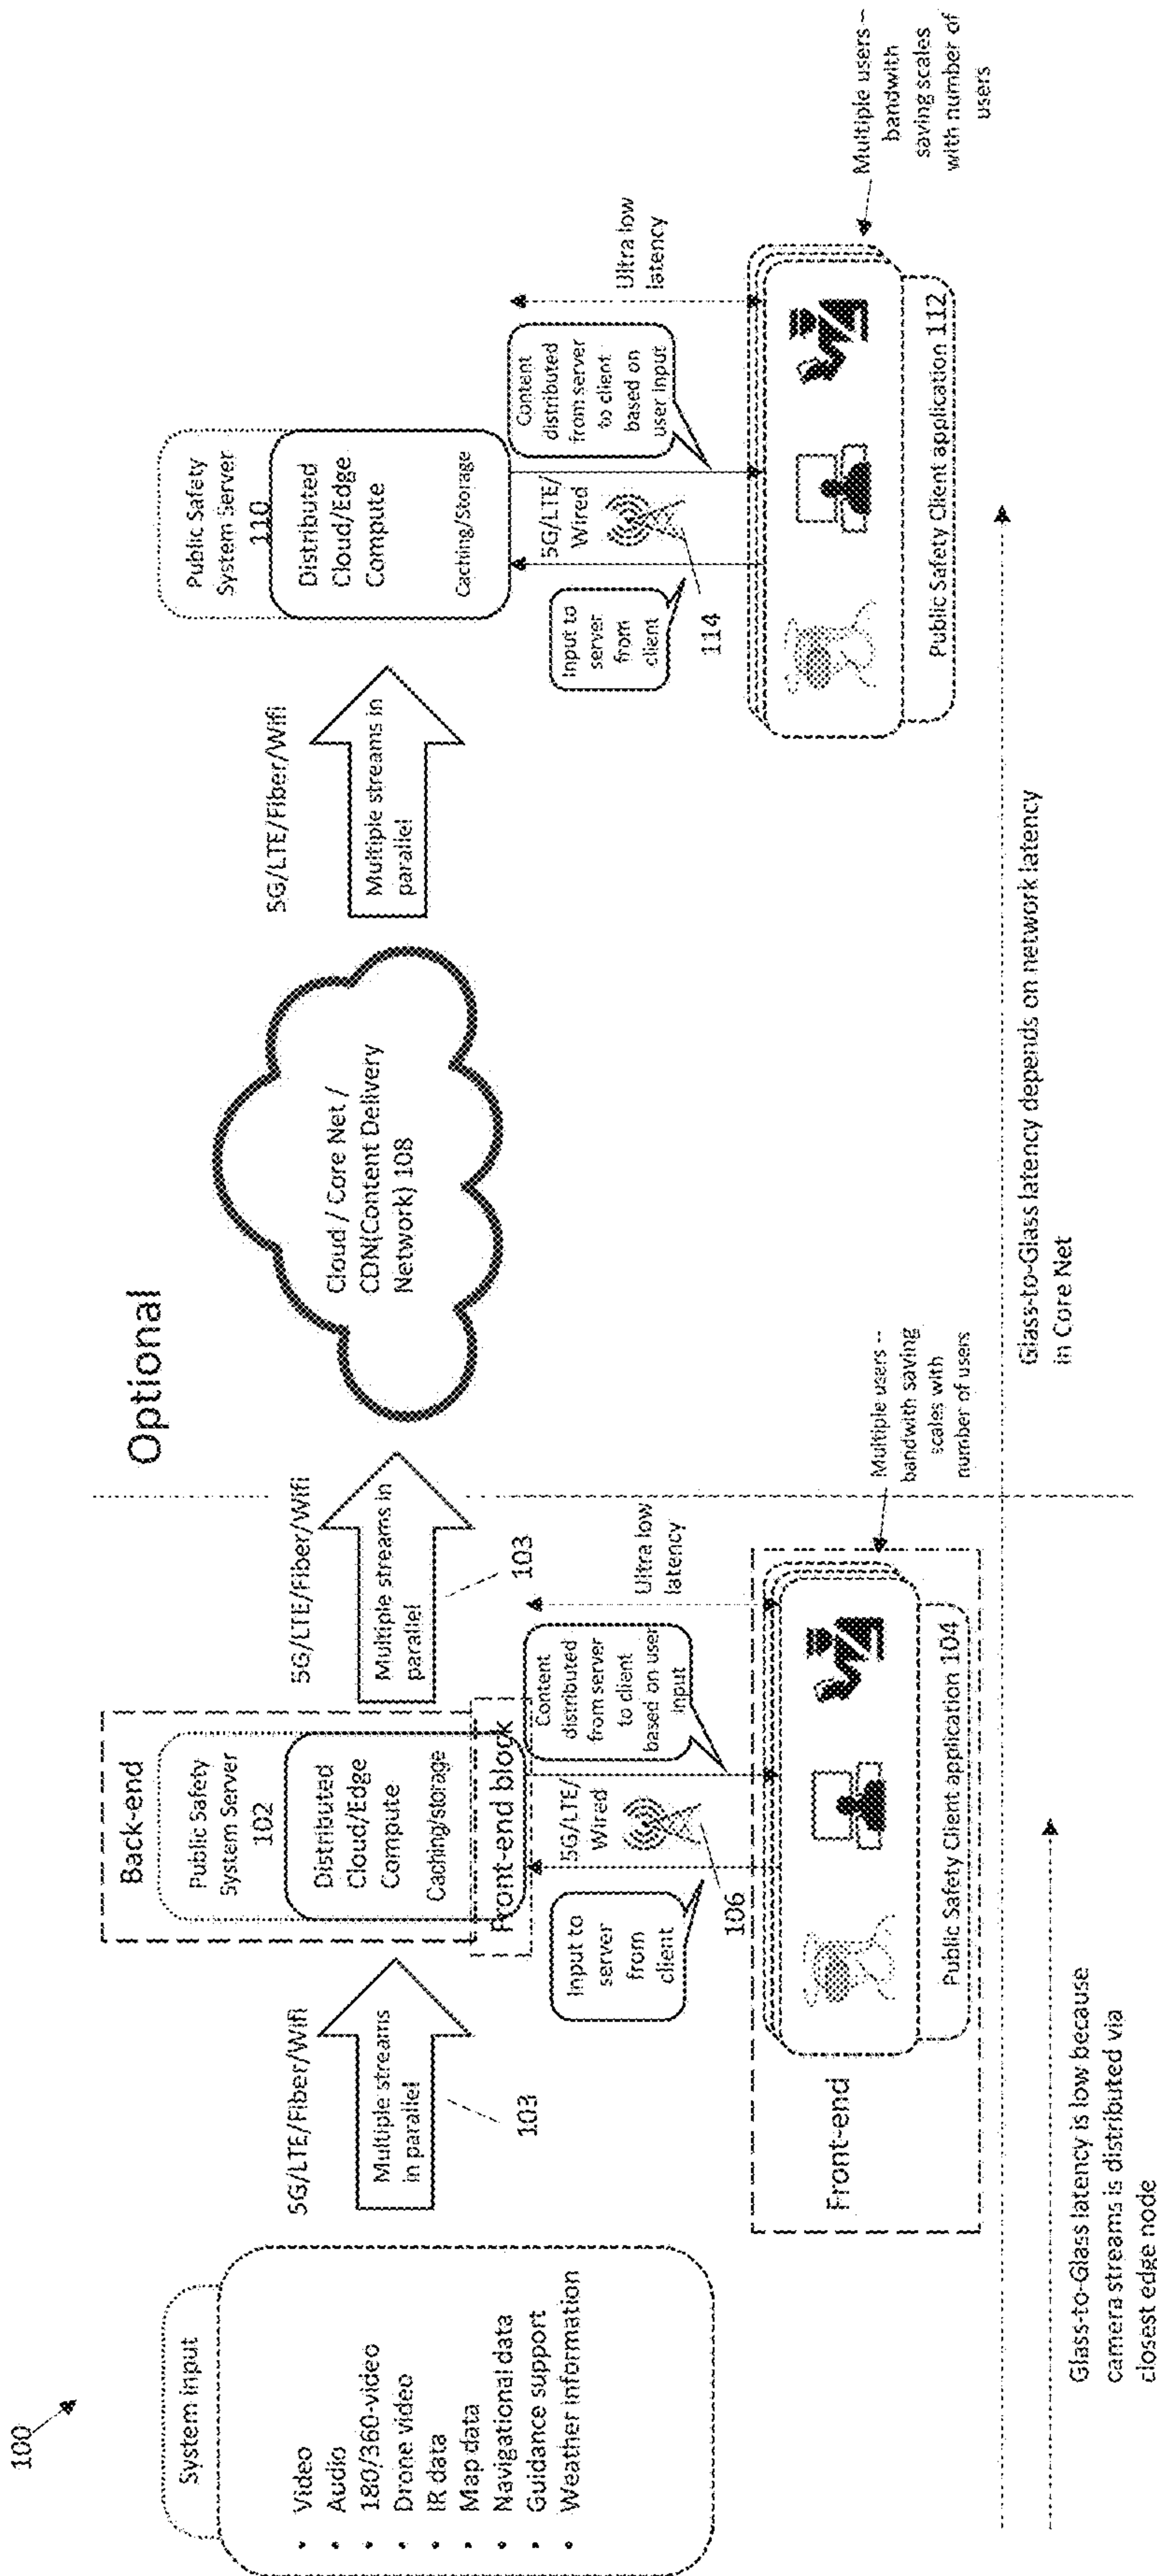 100
System input
• Video
• Audio
• 180/360-video
• Drone video
• IR data
• Map data
• Navigational data
• Guidance support
• Weather information
5G/LTE/Fiber/Wifi
Multiple streams
in parallel
103
Back-end
Public Safety
System Server
102
Distributed
Cloud/Edge
Compute
Caching/storage
Front-end block
Input to
server
from
client
5G/LTE/
Wired
106
Content
distributed
from server
to client
based on user
input
Ultra low
latency
Front-end
Public Safety Client application 104
Multiple users --
bandwith saving
scales with
number of users
5G/LTE/Fiber/Wifi
Multiple streams in
parallel
103
Optional
Cloud / Core Net /
CDN(Content Delivery
Network) 108
5G/LTE/Fiber/Wifi
Multiple streams in
parallel
Public Safety
System Server
110
Distributed
Cloud/Edge
Compute
Caching/Storage
Input to
server
from
client
5G/LTE/
Wired
114
Content
distributed
from server
to client
based on
user input
Ultra low
latency
Public Safety Client application 112
Multiple users --
bandwith
saving scales
with number of
users
Glass-to-Glass latency depends on network latency
in Core Net
Glass-to-Glass latency is low because
camera streams is distributed via
closest edge node